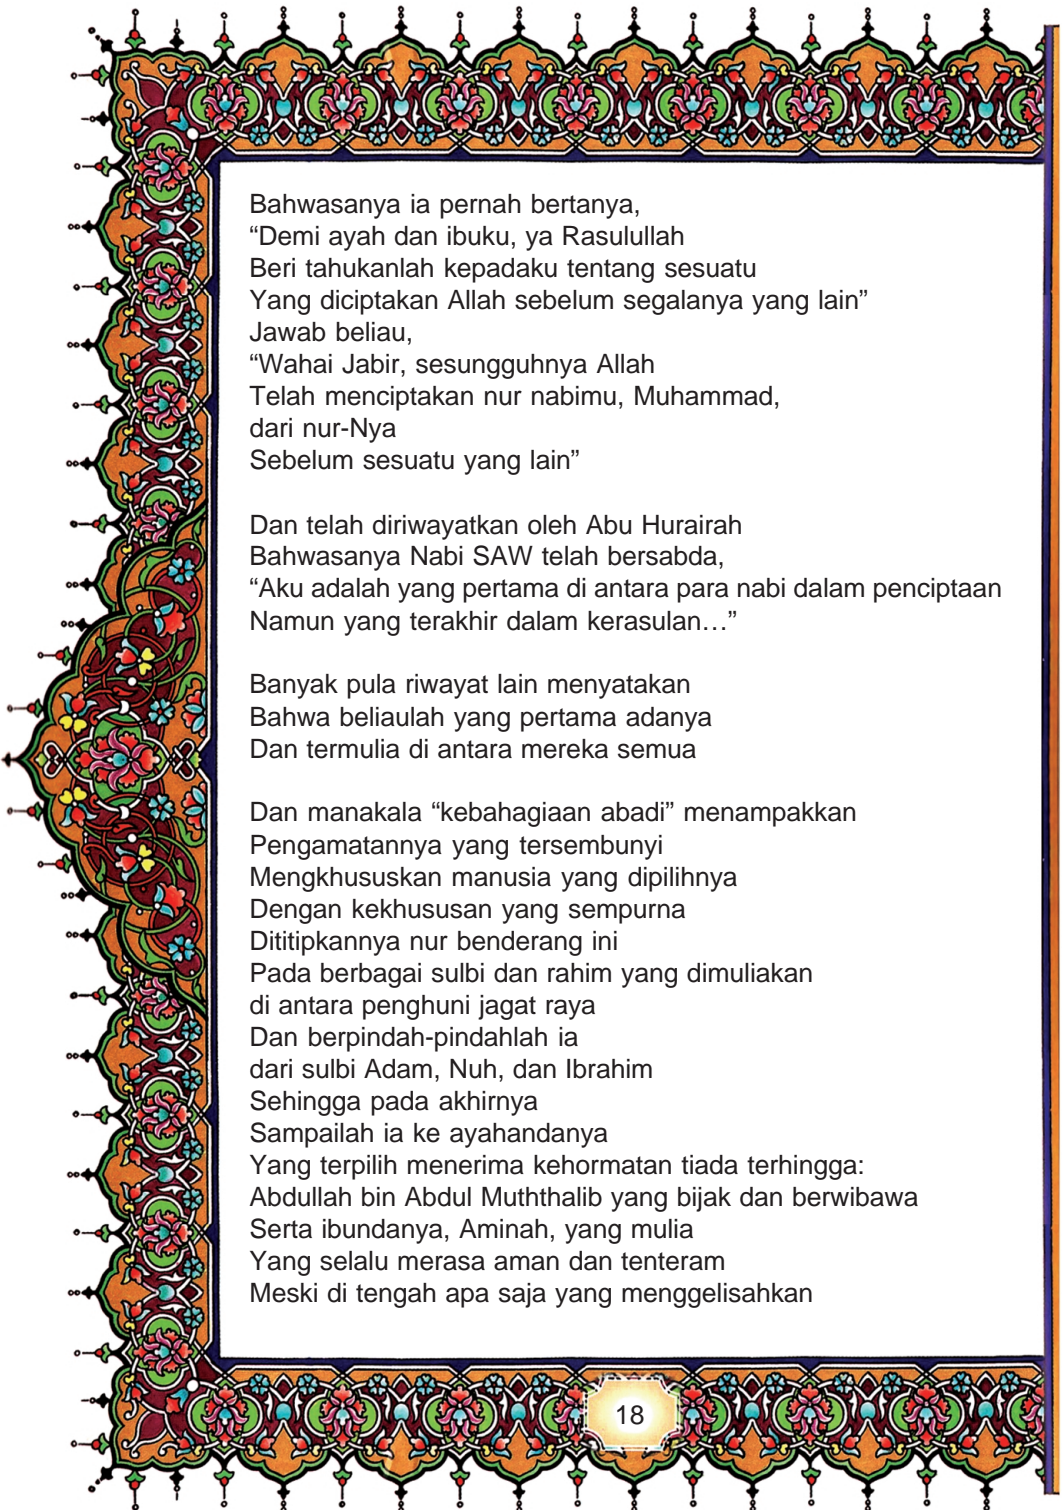 Bahwasanya ia pernah bertanya,
“Demi ayah dan ibuku, ya Rasulullah
Beri tahukanlah kepadaku tentang sesuatu
Yang diciptakan Allah sebelum segalanya yang lain”
Jawab beliau,
“Wahai Jabir, sesungguhnya Allah
Telah menciptakan nur nabimu, Muhammad,
dari nur-Nya
Sebelum sesuatu yang lain”

Dan telah diriwayatkan oleh Abu Hurairah
Bahwasanya Nabi SAW telah bersabda,
“Aku adalah yang pertama di antara para nabi dalam penciptaan
Namun yang terakhir dalam kerasulan…”

Banyak pula riwayat lain menyatakan
Bahwa beliaulah yang pertama adanya
Dan termulia di antara mereka semua

Dan manakala “kebahagiaan abadi” menampakkan
Pengamatannya yang tersembunyi
Mengkhususkan manusia yang dipilihnya
Dengan kekhususan yang sempurna
Dititipkannya nur benderang ini
Pada berbagai sulbi dan rahim yang dimuliakan
di antara penghuni jagat raya
Dan berpindah-pindahlah ia
dari sulbi Adam, Nuh, dan Ibrahim
Sehingga pada akhirnya
Sampailah ia ke ayahandanya
Yang terpilih menerima kehormatan tiada terhingga:
Abdullah bin Abdul Muththalib yang bijak dan berwibawa
Serta ibundanya, Aminah, yang mulia
Yang selalu merasa aman dan tenteram
Meski di tengah apa saja yang menggelisahkan

18